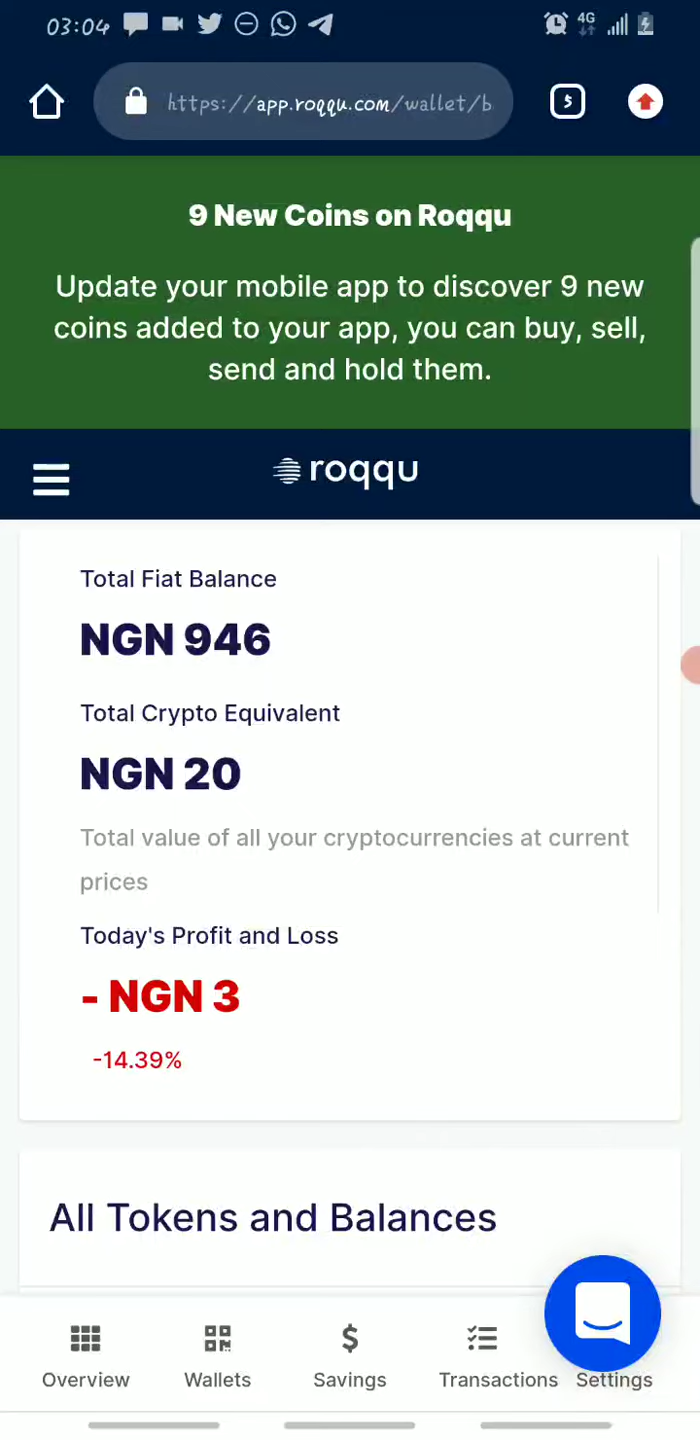 03:04
4G
https://app.roqqu.com/wallet/b
5
9 New Coins on Roqqu
Update your mobile app to discover 9 new
coins added to your app, you can buy, sell,
send and hold them.
roqqu
Total Fiat Balance
NGN 946
Total Crypto Equivalent
NGN 20
Total value of all your cryptocurrencies at current
prices
Today's Profit and Loss
- NGN 3
-14.39%
All Tokens and Balances
Overview Wallets Savings Transactions Settings